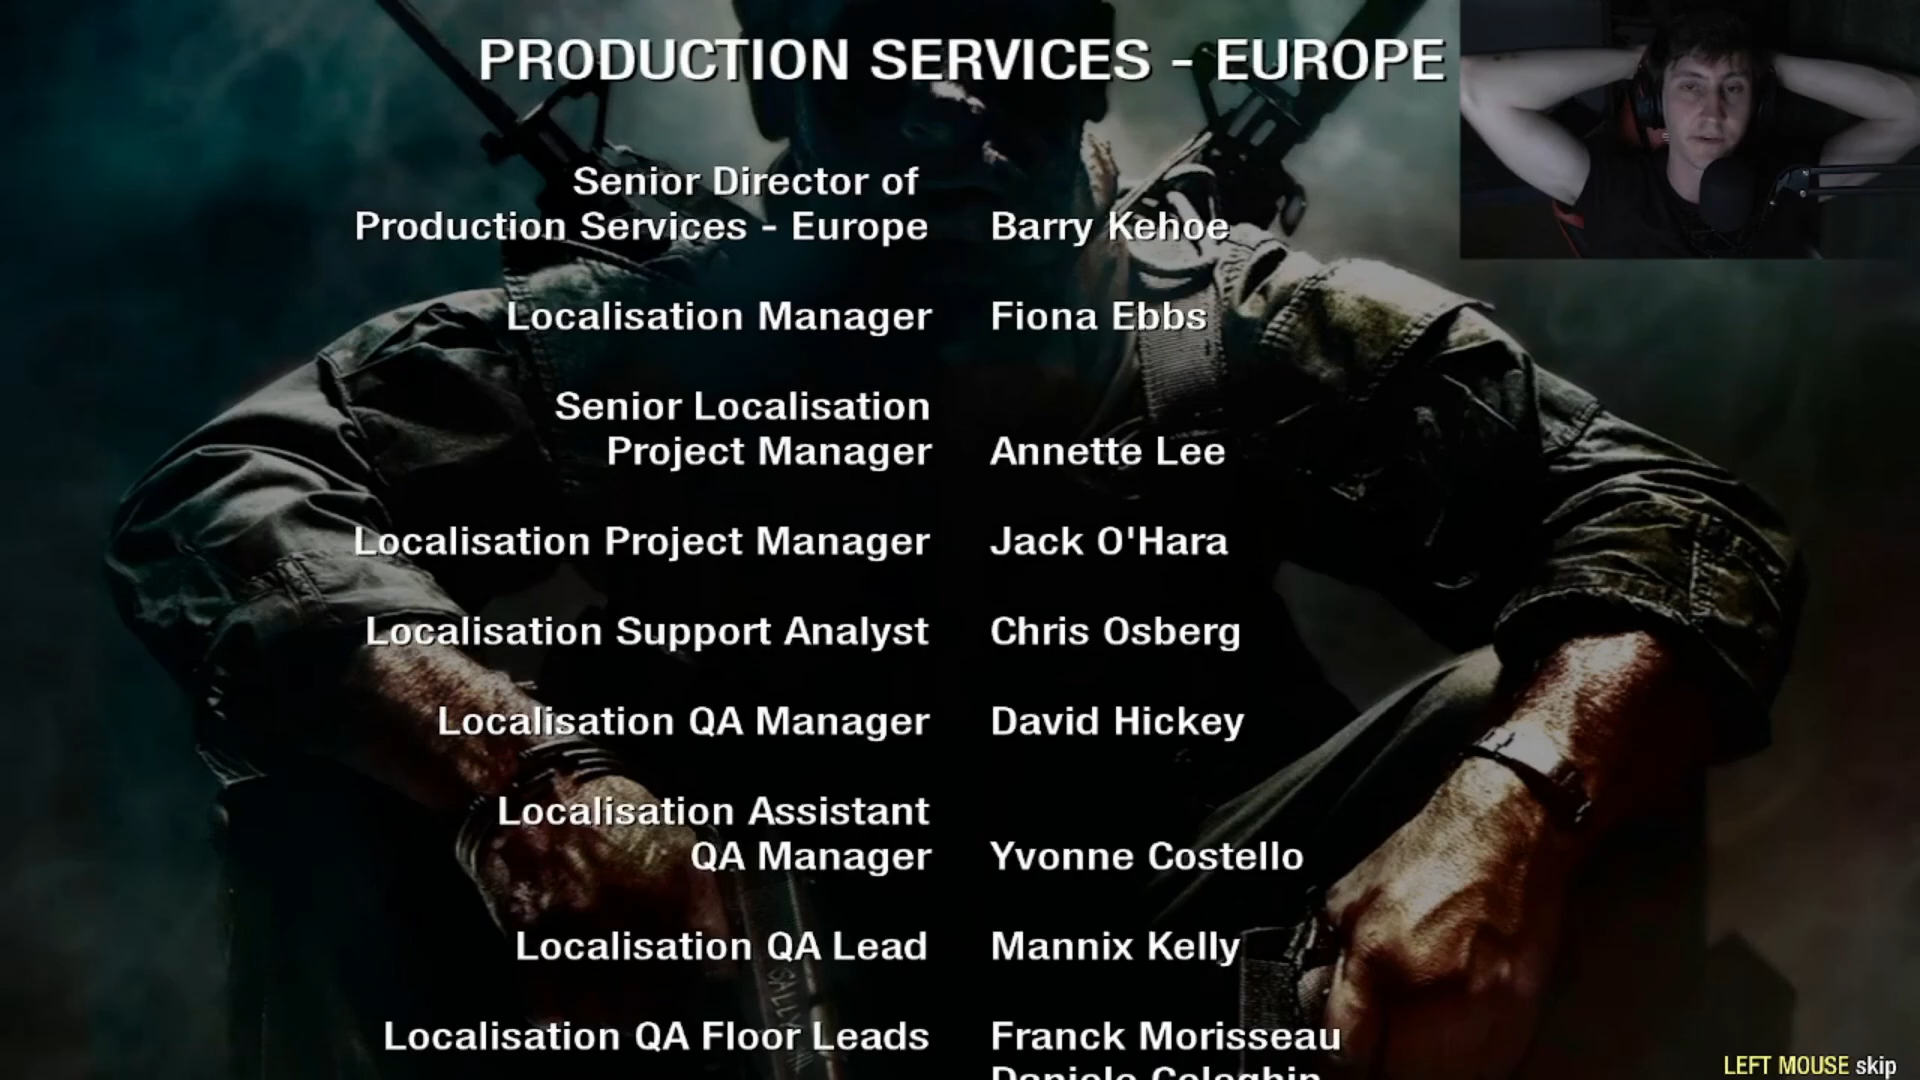 PRODUCTION SERVICES - EUROPE
Senior Director of
Production Services - Europe Barry Kehoe
Localisation Manager Fiona Ebbs
Senior Localisation
Project Manager Annette Lee
Localisation Project Manager Jack O'Hara
Localisation Support Analyst Chris Osberg
Localisation QA Manager David Hickey
Localisation Assistant
QA Manager Yvonne Costello
Localisation QA Lead Mannix Kelly
Localisation QA Floor Leads Franck Morisseau
LEFT MOUSE skip